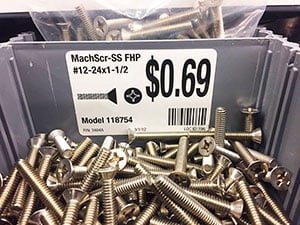 MachScr-SS FHP
#12-24x1-1/2
$0.69
Model 118754